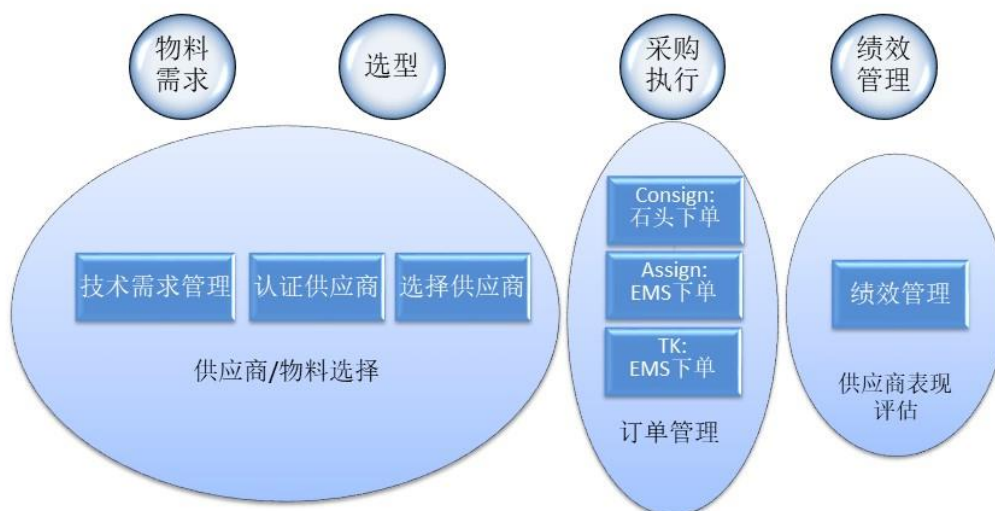 物料
需求
选型
采购
执行
绩效
管理
技术需求管理
认证供应商
选择供应商
供应商/物料选择
Consign:
石头下单
Assign:
EMS下单
TK:
EMS下单
订单管理
绩效管理
供应商表现
评估